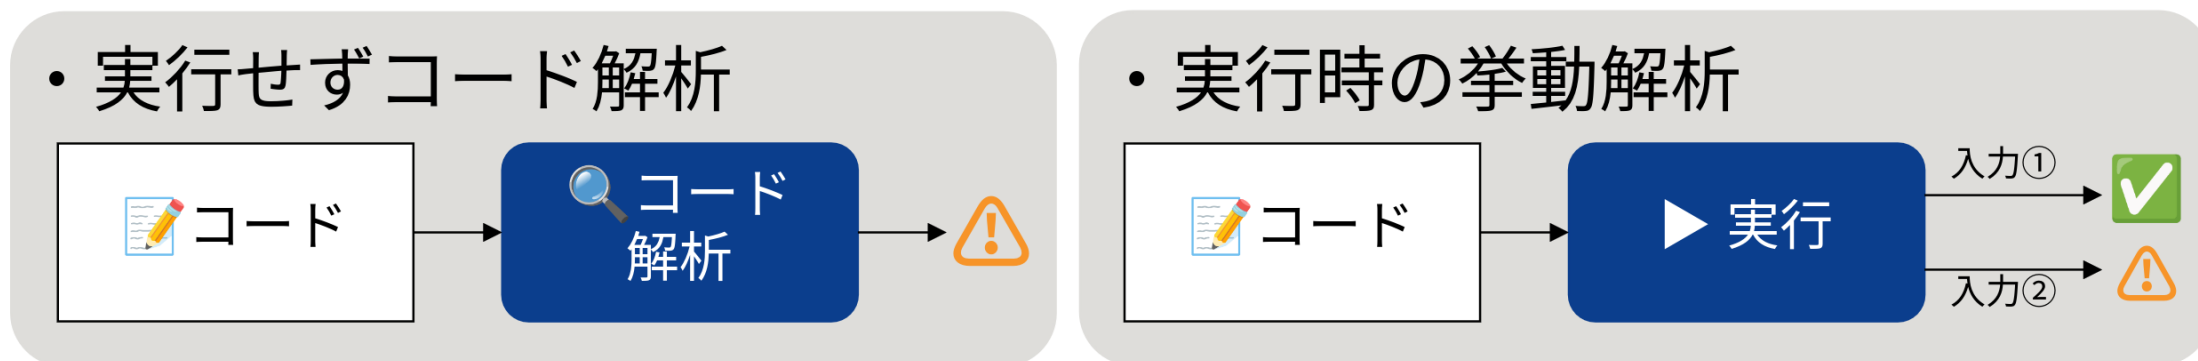 ・実行せずコード解析
📝コード
🔍コード
解析
・実行時の挙動解析
📝コード
▶ 実行
入力①
入力②